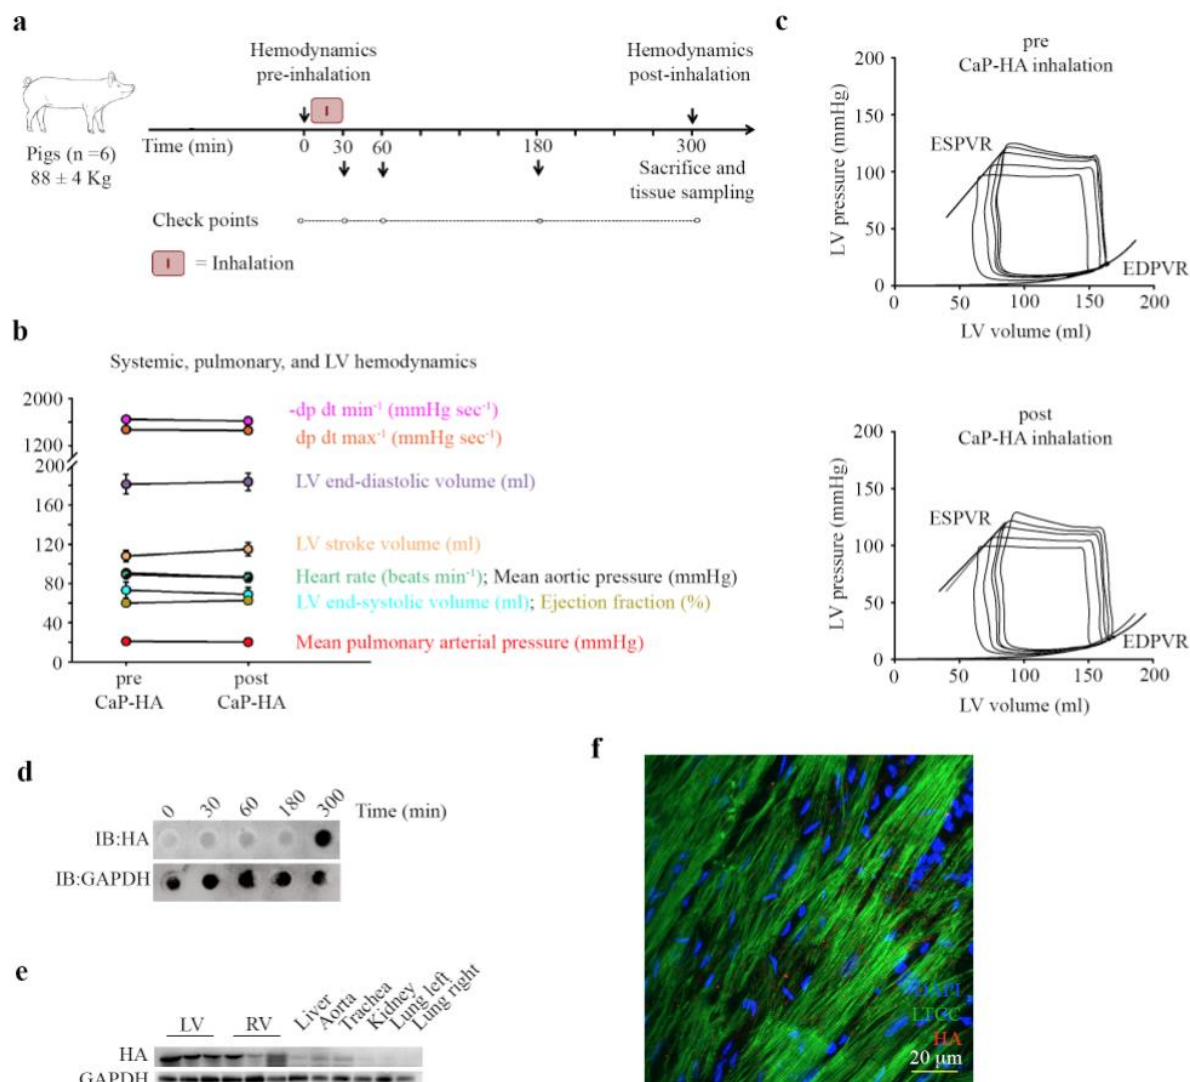 a
Hemodynamics
pre-inhalation
Hemodynamics
post-inhalation
I
Pigs (n =6)
88 ± 4 Kg
Time (min)
0
30
60
180
300
Sacrifice and
tissue sampling
Check points
I = Inhalation
b
Systemic, pulmonary, and LV hemodynamics
2000
1200
200
160
120
80
40
0
-dp dt min⁻¹ (mmHg sec⁻¹)
dp dt max⁻¹ (mmHg sec⁻¹)
LV end-diastolic volume (ml)
LV stroke volume (ml)
Heart rate (beats min⁻¹); Mean aortic pressure (mmHg)
LV end-systolic volume (ml); Ejection fraction (%)
Mean pulmonary arterial pressure (mmHg)
pre
CaP-HA
post
CaP-HA
c
pre
CaP-HA inhalation
LV pressure (mmHg)
200
150
100
50
0
ESPVR
EDPVR
0 50 100 150 200
LV volume (ml)
post
CaP-HA inhalation
LV pressure (mmHg)
200
150
100
50
0
ESPVR
EDPVR
0 50 100 150 200
LV volume (ml)
d
0 30 60 180 300 Time (min)
IB:HA
IB:GAPDH
e
LV RV Liver Aorta Trachea Kidney Lung left Lung right
HA
GAPDH
f
DAPI
LTCC
HA
20 μm